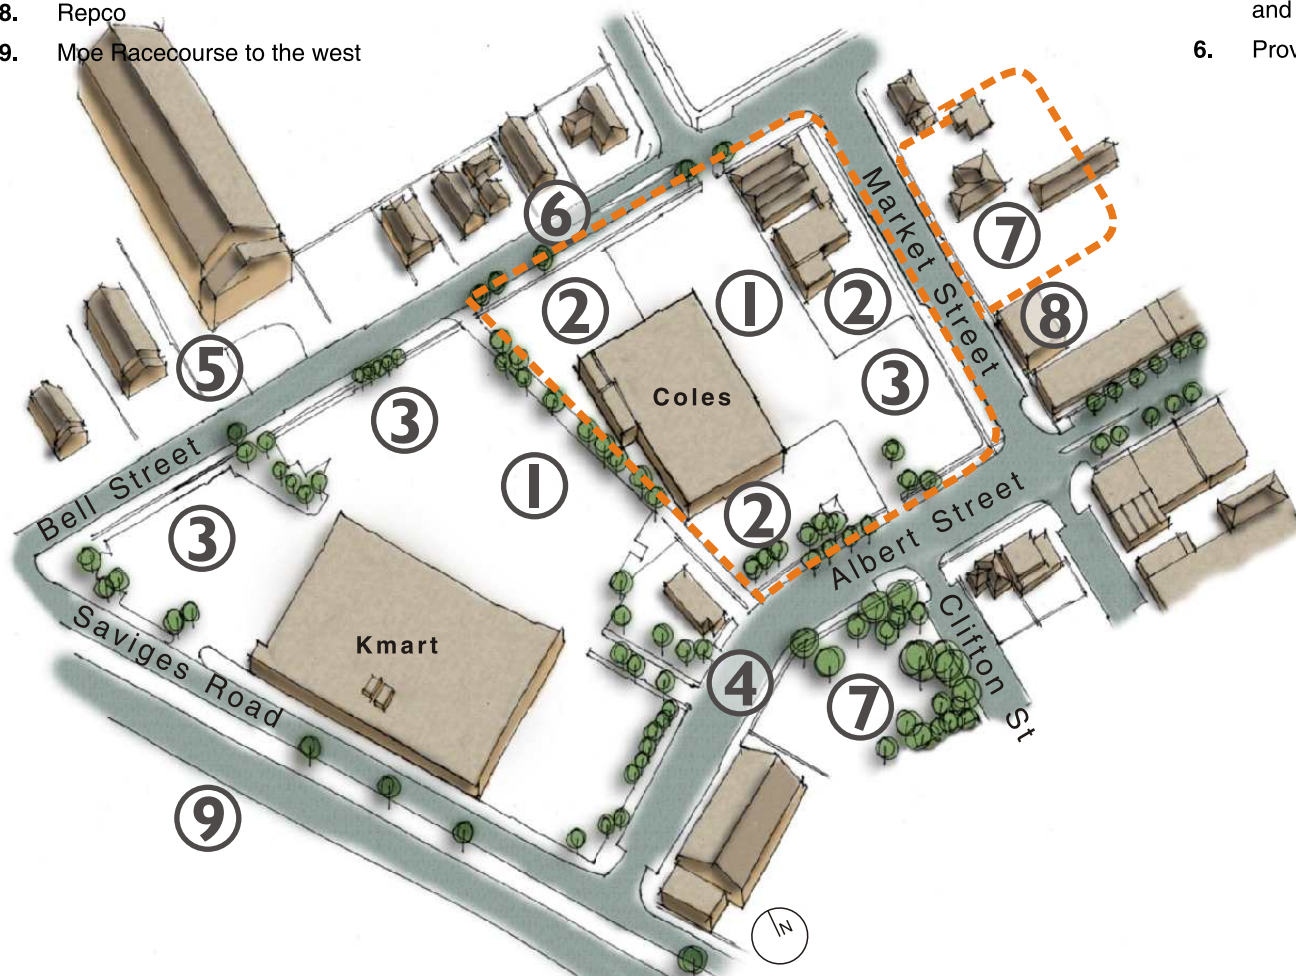 8. Repco
9. Moe Racecourse to the west
and
6. Prov
Market Street
6
7
2
1
2
8
5
Coles
3
3
Bell Street
1
3
2
Albert Street
Saviges Road
Kmart
Clifton St
4
7
9
N